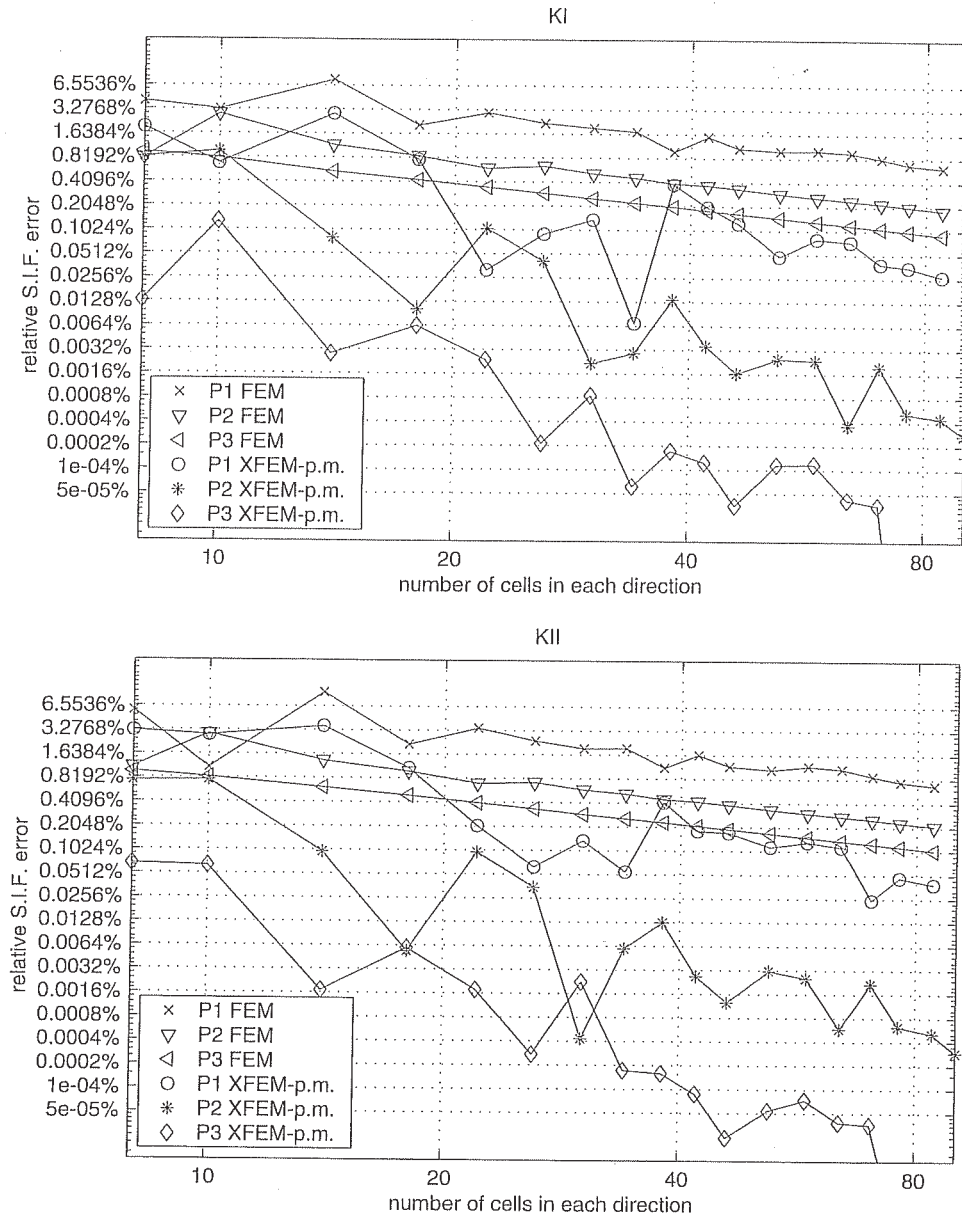 KI
relative S.I.F. error
6.5536%
3.2768%
1.6384%
0.8192%
0.4096%
0.2048%
0.1024%
0.0512%
0.0256%
0.0128%
0.0064%
0.0032%
0.0016%
0.0008%
0.0004%
0.0002%
1e-04%
5e-05%
P1 FEM
P2 FEM
P3 FEM
P1 XFEM-p.m.
P2 XFEM-p.m.
P3 XFEM-p.m.
10 20 40 80
number of cells in each direction
KII
relative S.I.F. error
6.5536%
3.2768%
1.6384%
0.8192%
0.4096%
0.2048%
0.1024%
0.0512%
0.0256%
0.0128%
0.0064%
0.0032%
0.0016%
0.0008%
0.0004%
0.0002%
1e-04%
5e-05%
P1 FEM
P2 FEM
P3 FEM
P1 XFEM-p.m.
P2 XFEM-p.m.
P3 XFEM-p.m.
10 20 40 80
number of cells in each direction